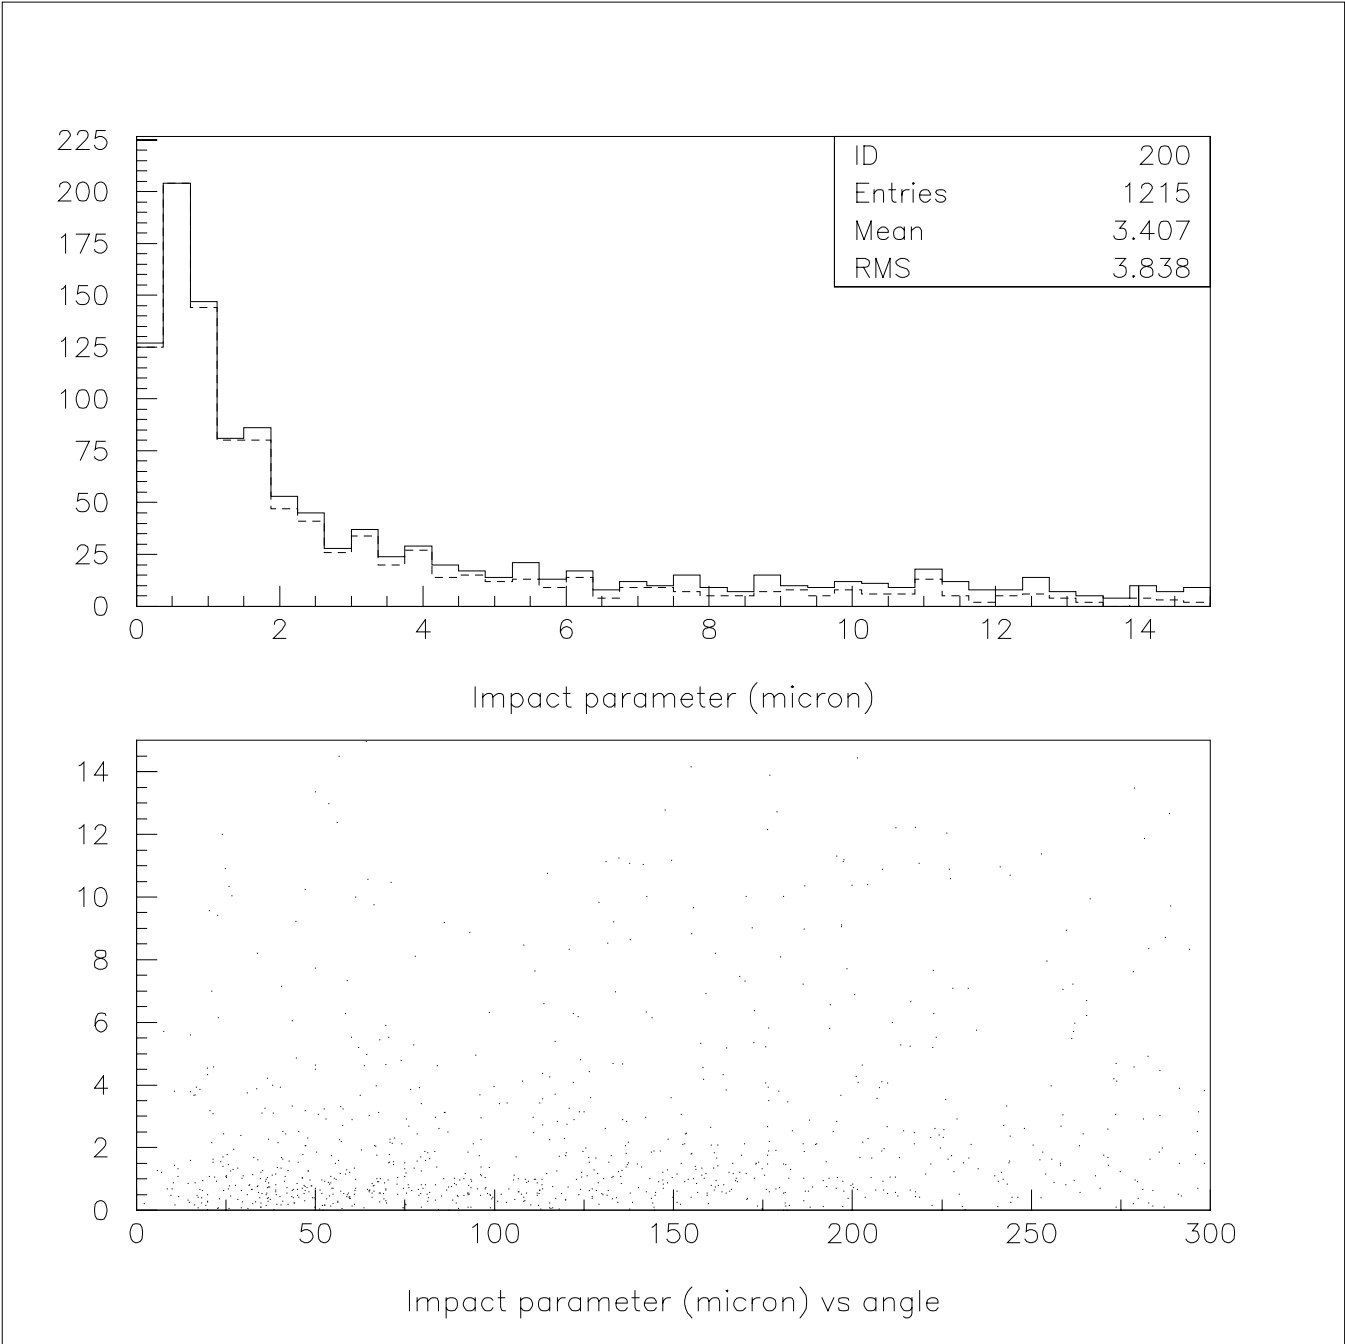 225
200
175
150
125
100
75
50
25
0
ID 200
Entries 1215
Mean 3.407
RMS 3.838
0 2 4 6 8 10 12 14
Impact parameter (micron)
14
12
10
8
6
4
2
0
0 50 100 150 200 250 300
Impact parameter (micron) vs angle